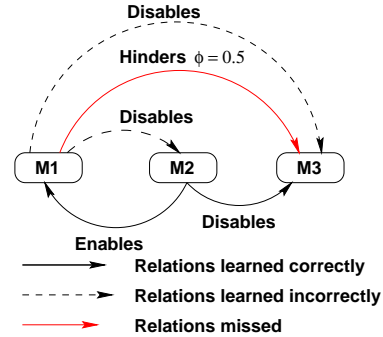 Disables
Hinders ϕ = 0.5
Disables
M1 M2 M3
Disables
Enables
Relations learned correctly
Relations learned incorrectly
Relations missed